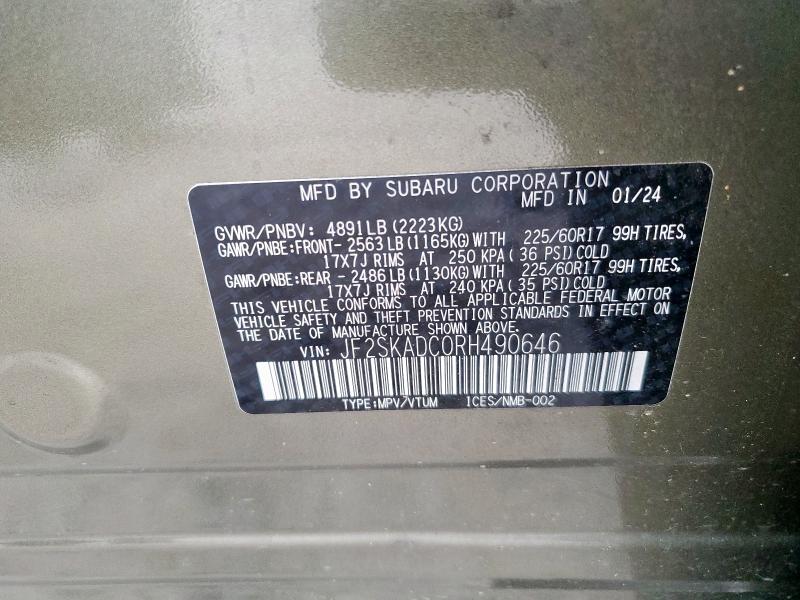 MFD BY SUBARU CORPORATION
MFD IN 01/24
GVWR/PNBV: 4891LB (2223KG)
GAWR/PNBE:FRONT- 2563 LB (1165KG) WITH 225/60R17 99H TIRES,
17X7J RIMS AT 250 KPA ( 36 PSI) COLD
GAWR/PNBE:REAR - 2486 LB (1130KG) WITH 225/60R17 99H TIRES,
17X7J RIMS AT 240 KPA ( 35 PSI) COLD
THIS VEHICLE CONFORMS TO ALL APPLICABLE FEDERAL MOTOR
VEHICLE SAFETY AND THEFT PREVENTION STANDARDS IN EFFECT ON
THE DATE OF MANUFACTURE SHOWN ABOVE.
VIN: JF2SKADC0RH490646
TYPE:MPV/VTUM ICES/NMB-002